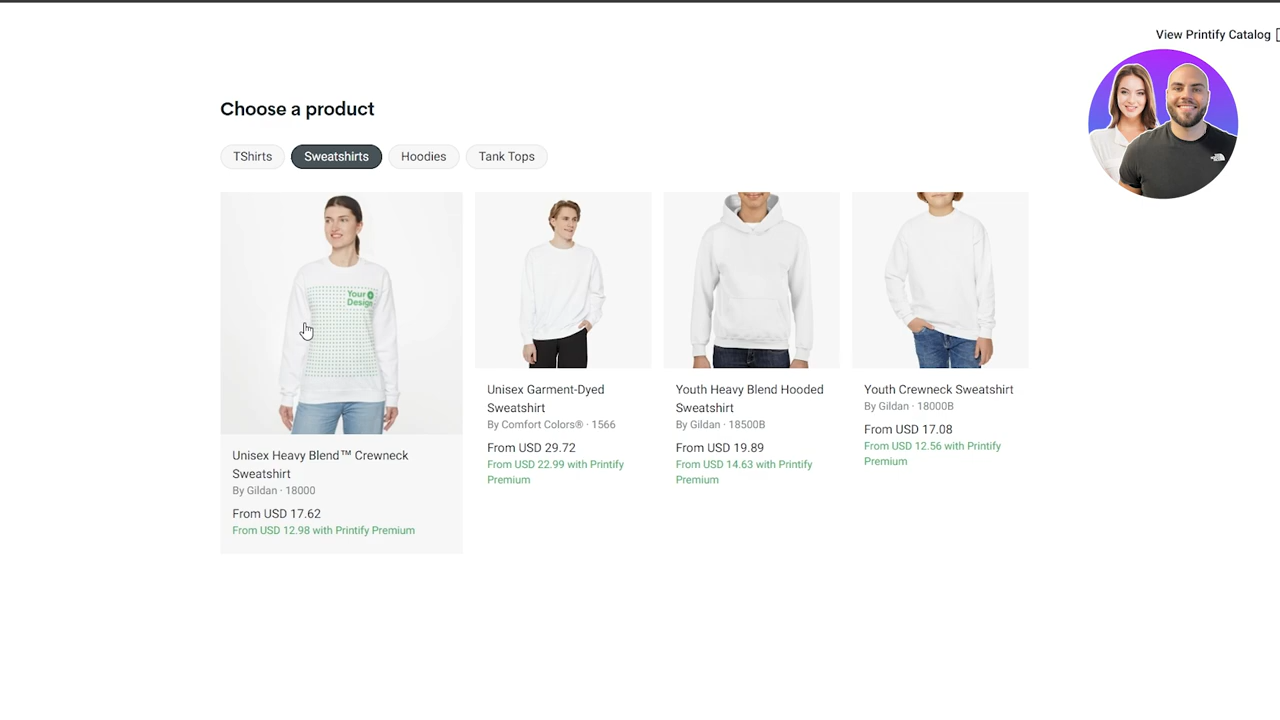 View Printify Catalog
Choose a product
TShirts
Sweatshirts
Hoodies
Tank Tops
Your
Design
Unisex Heavy Blend™ Crewneck
Sweatshirt
By Gildan · 18000
From USD 17.62
From USD 12.98 with Printify Premium
Unisex Garment-Dyed
Sweatshirt
By Comfort Colors® · 1566
From USD 29.72
From USD 22.99 with Printify
Premium
Youth Heavy Blend Hooded
Sweatshirt
By Gildan · 18500B
From USD 19.89
From USD 14.63 with Printify
Premium
Youth Crewneck Sweatshirt
By Gildan · 18000B
From USD 17.08
From USD 12.56 with Printify
Premium